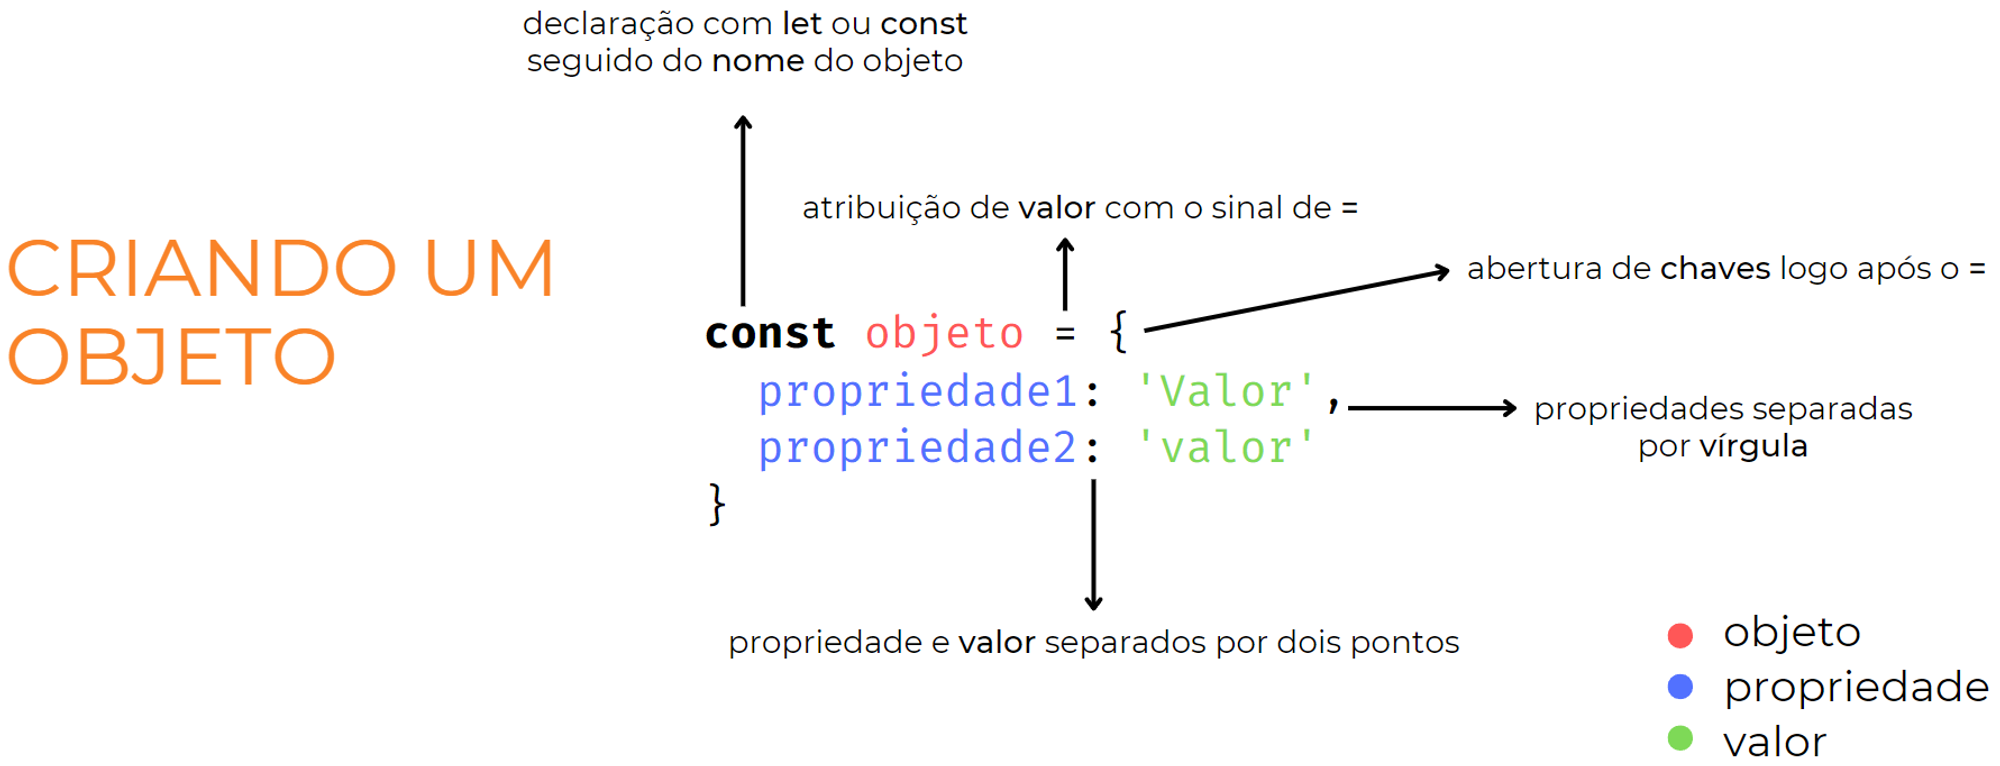 declaração com let ou const
seguido do nome do objeto
atribuição de valor com o sinal de =
CRIANDO UM
OBJETO
abertura de chaves logo após o =
const objeto = {
propriedade1: 'Valor',
propriedade2: 'valor'
}
propriedades separadas
por vírgula
propriedade e valor separados por dois pontos
objeto
propriedade
valor